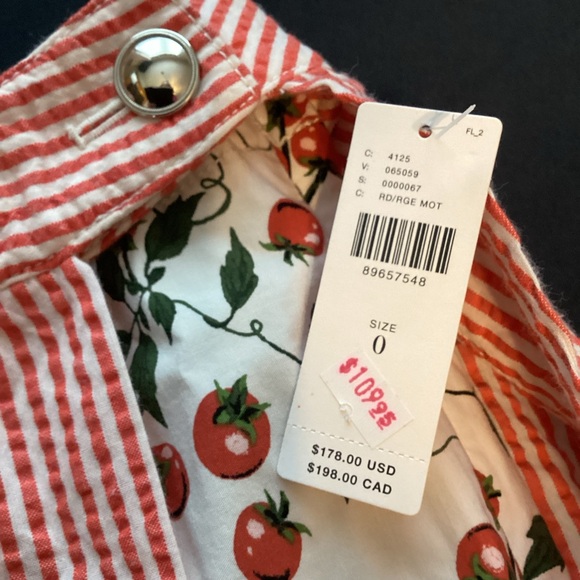 FL_2
C: 4125
V: 065059
S: 0000067
C: RD/RGE MOT
89657548
SIZE
0
$109.95
$178.00 USD
$198.00 CAD